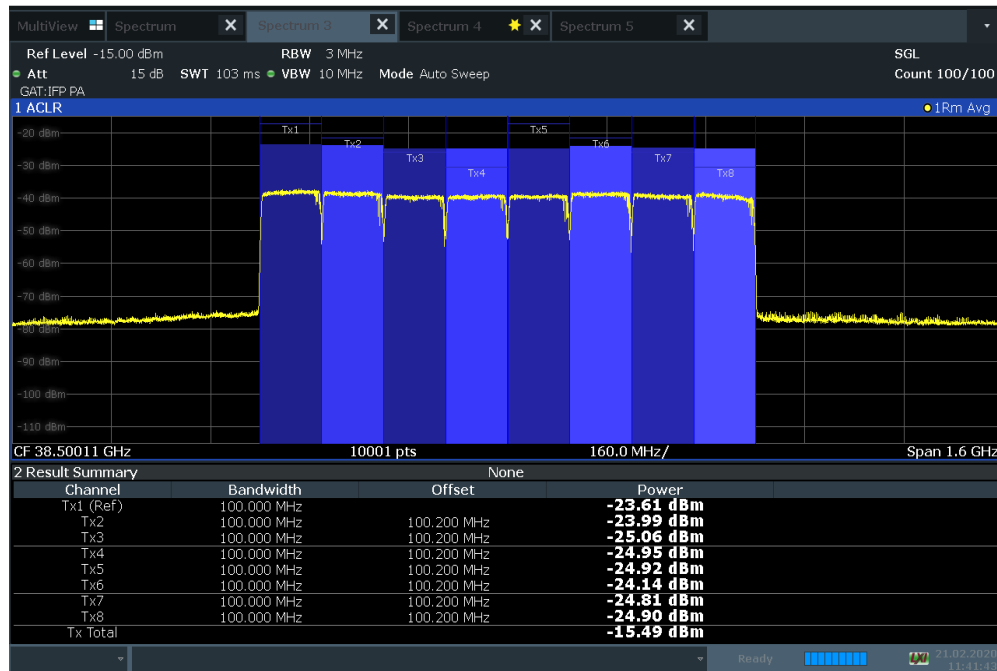 MultiView Spectrum X Spectrum 3 X Spectrum 4 X Spectrum 5 X
Ref Level -15.00 dBm RBW 3 MHz SGL
Att 15 dB SWT 103 ms VBW 10 MHz Mode Auto Sweep Count 100/100
GAT:IFP PA
1 ACLR 1Rm Avg
-20 dBm
Tx1 Tx5
Tx2 Tx6
Tx3 Tx7
-30 dBm
Tx4 Tx8
-40 dBm
-50 dBm
-60 dBm
-70 dBm
-80 dBm
-90 dBm
-100 dBm
-110 dBm
CF 38.50011 GHz 10001 pts 160.0 MHz/ Span 1.6 GHz
2 Result Summary None
Channel Bandwidth Offset Power
Tx1 (Ref) 100.000 MHz -23.61 dBm
Tx2 100.000 MHz 100.200 MHz -23.99 dBm
Tx3 100.000 MHz 100.200 MHz -25.06 dBm
Tx4 100.000 MHz 100.200 MHz -24.95 dBm
Tx5 100.000 MHz 100.200 MHz -24.92 dBm
Tx6 100.000 MHz 100.200 MHz -24.14 dBm
Tx7 100.000 MHz 100.200 MHz -24.81 dBm
Tx8 100.000 MHz 100.200 MHz -24.90 dBm
Tx Total -15.49 dBm
Ready 21.02.2020
11:41:43